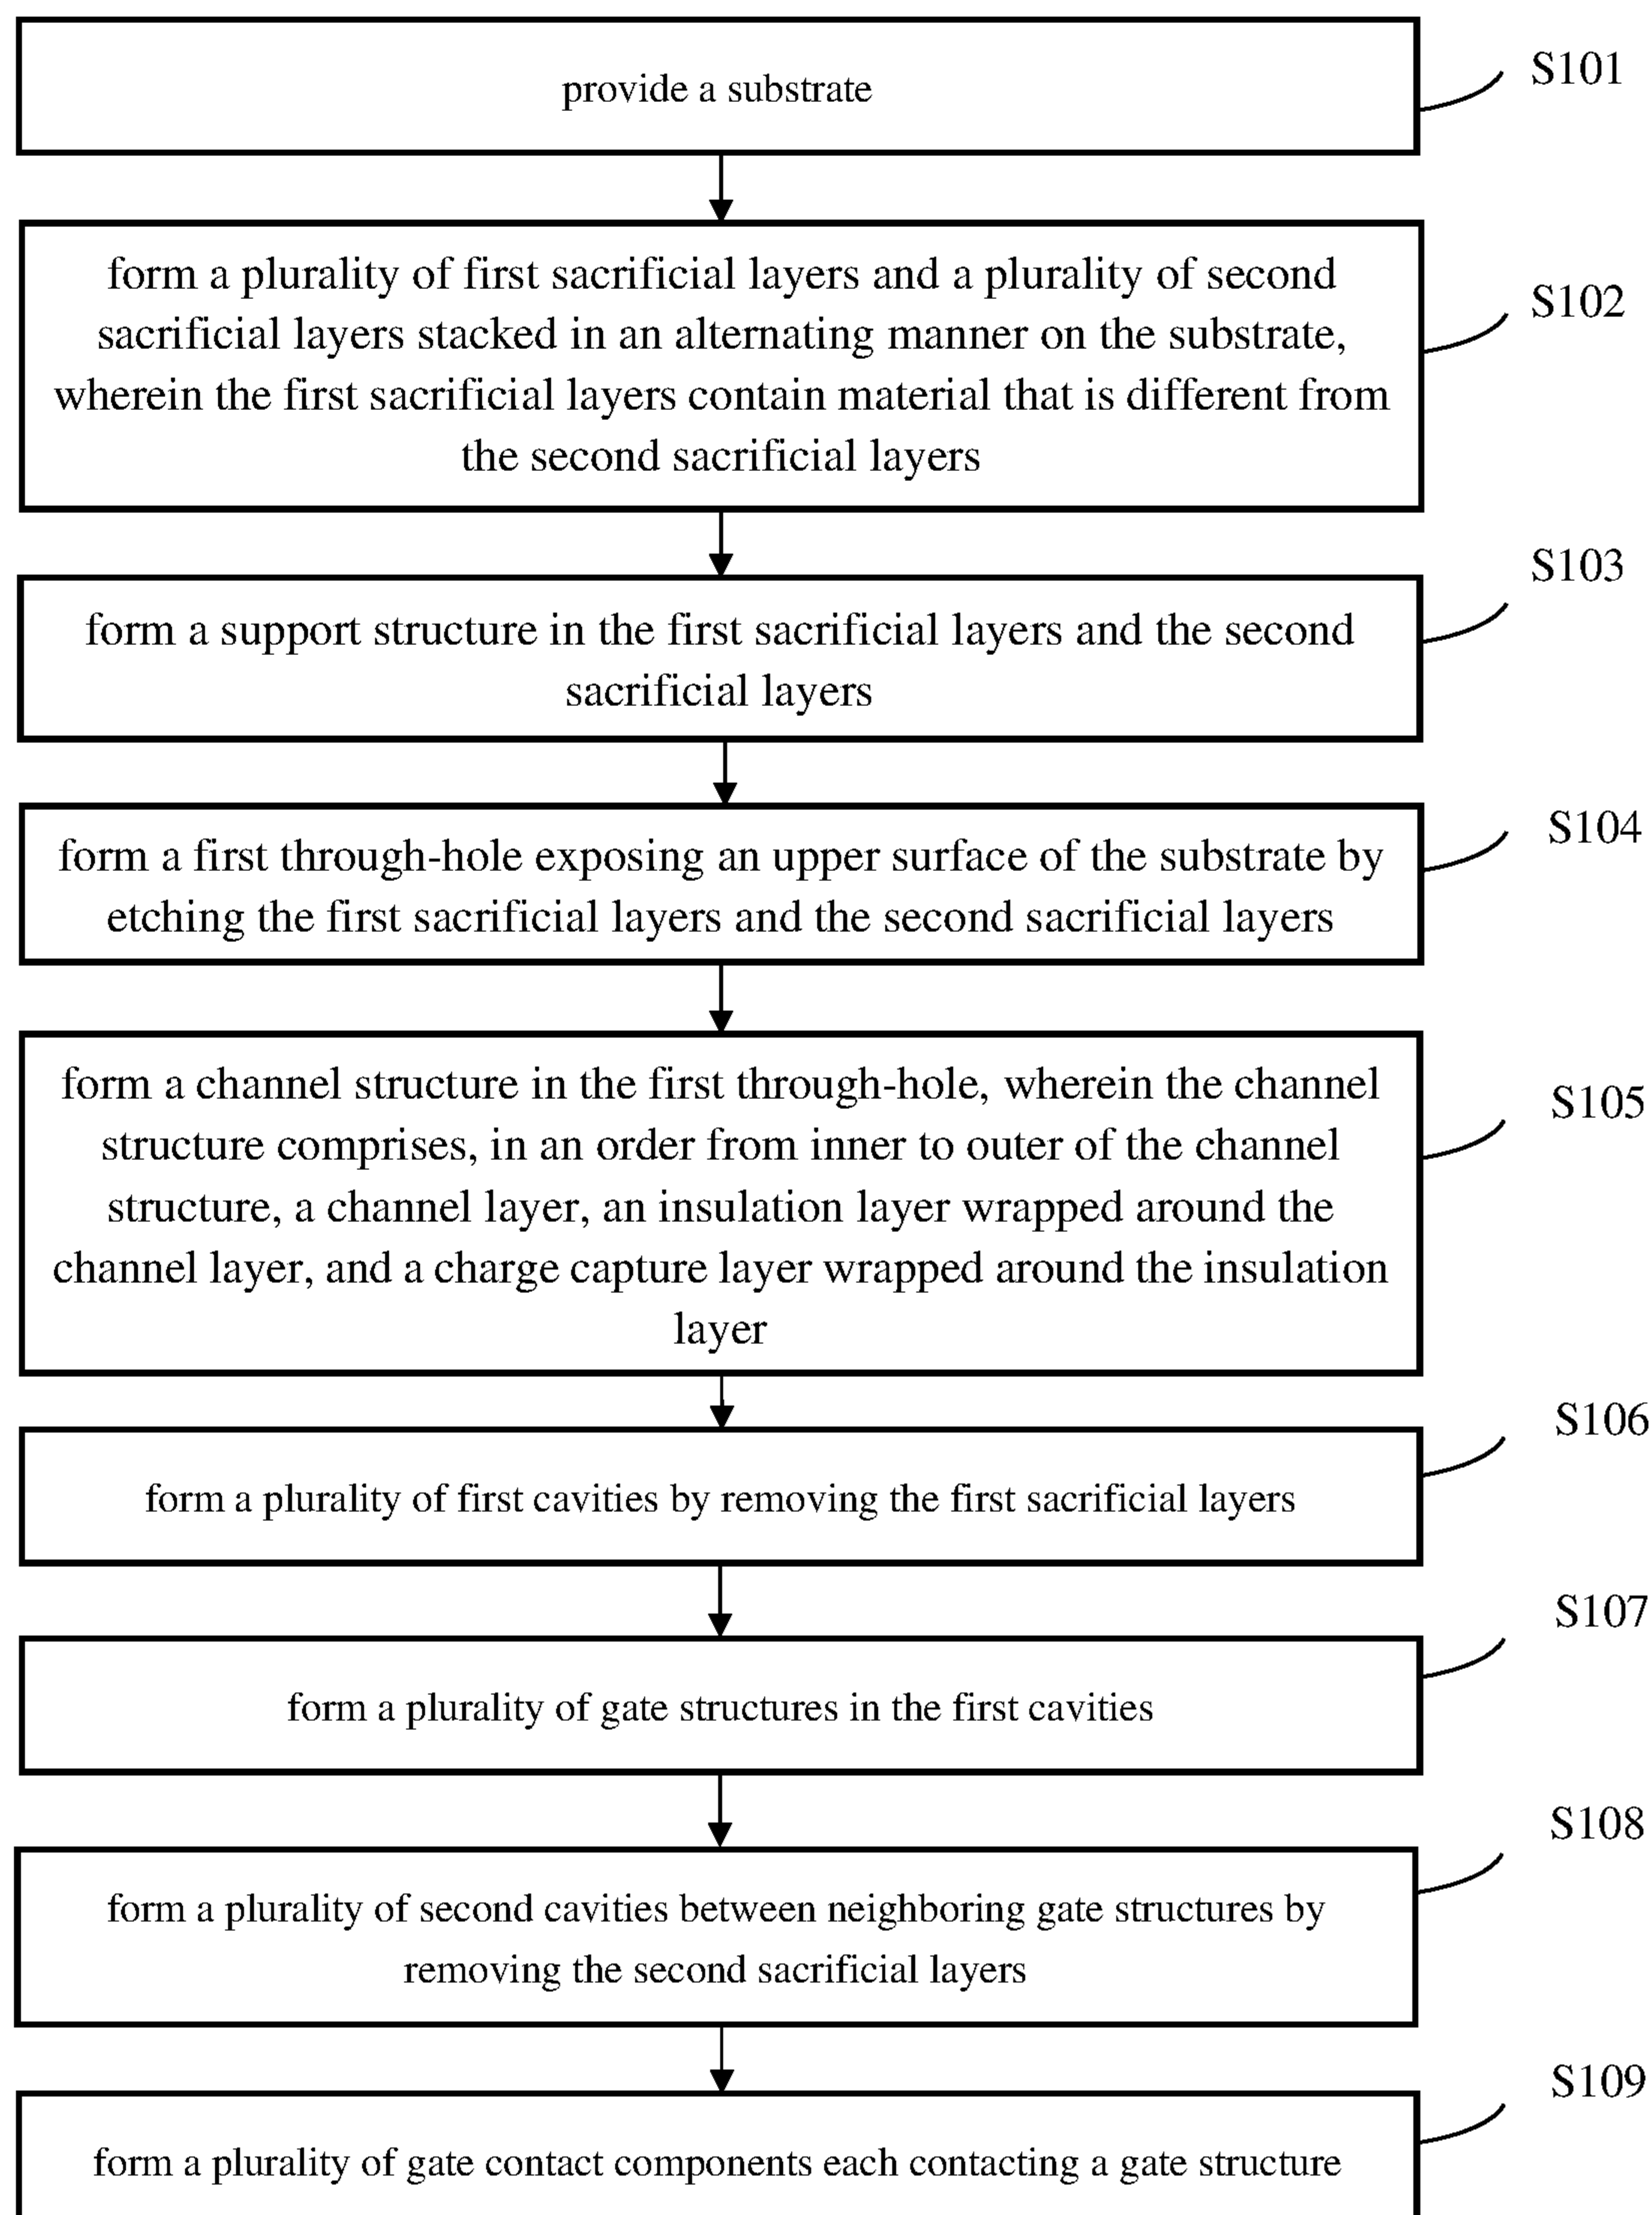 provide a substrate
S101
form a plurality of first sacrificial layers and a plurality of second
sacrificial layers stacked in an alternating manner on the substrate,
wherein the first sacrificial layers contain material that is different from
the second sacrificial layers
S102
form a support structure in the first sacrificial layers and the second
sacrificial layers
S103
form a first through-hole exposing an upper surface of the substrate by
etching the first sacrificial layers and the second sacrificial layers
S104
form a channel structure in the first through-hole, wherein the channel
structure comprises, in an order from inner to outer of the channel
structure, a channel layer, an insulation layer wrapped around the
channel layer, and a charge capture layer wrapped around the insulation
layer
S105
form a plurality of first cavities by removing the first sacrificial layers
S106
form a plurality of gate structures in the first cavities
S107
form a plurality of second cavities between neighboring gate structures by
removing the second sacrificial layers
S108
form a plurality of gate contact components each contacting a gate structure
S109